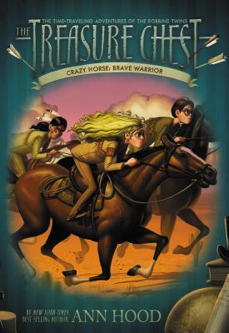 THE TIME-TRAVELING ADVENTURES OF THE ROBBINS TWINS
THE
TREASURE CHEST
CRAZY HORSE: BRAVE WARRIOR
BY NEW YORK TIMES
BEST-SELLING AUTHOR
ANN HOOD